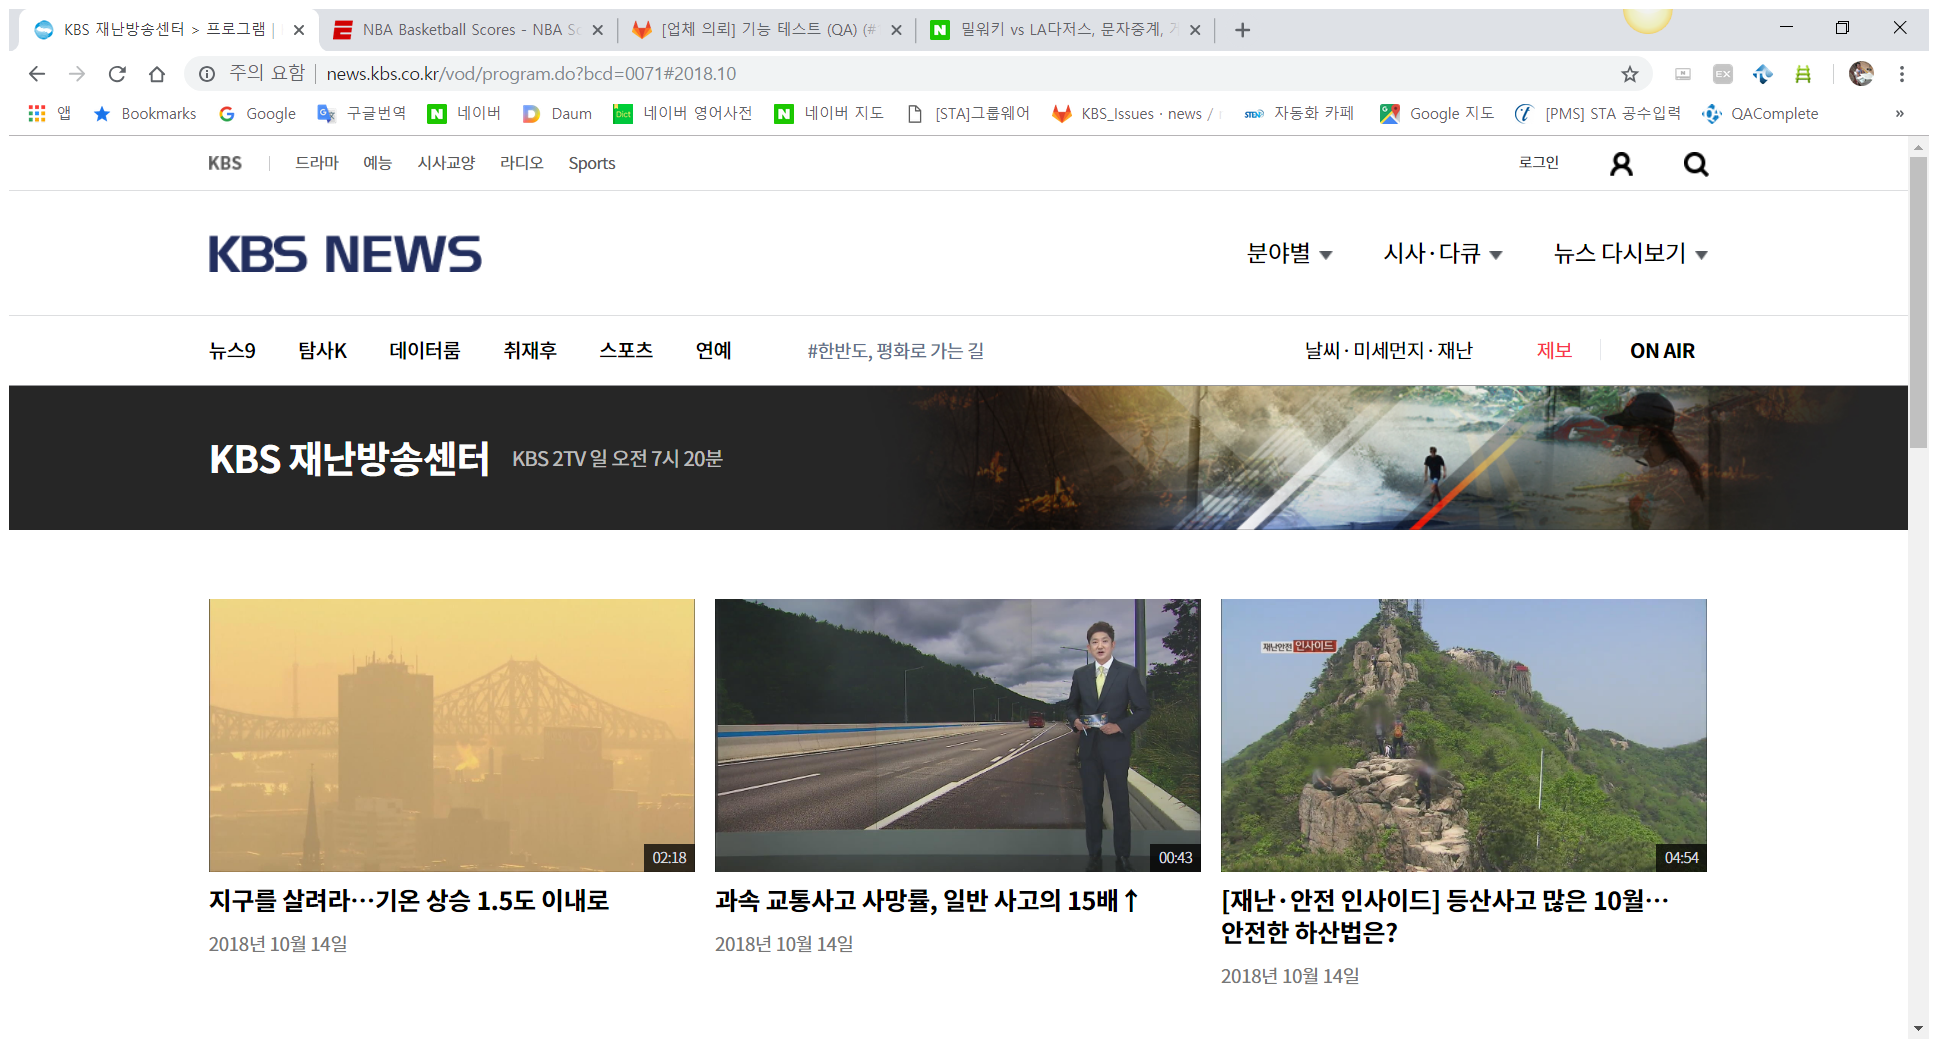 KBS 재난방송센터 > 프로그램 |
NBA Basketball Scores - NBA Sc
[업체 의뢰] 기능 테스트 (QA) (#
밀워키 vs LA다저스, 문자중계,
주의 요함 | news.kbs.co.kr/vod/program.do?bcd=0071#2018.10
EX
앱 Bookmarks Google 구글번역 네이버 Daum Dict 네이버 영어사전 네이버 지도 [STA]그룹웨어 KBS_Issues · news / 자동화 카페 Google 지도 [PMS] STA 공수입력 QAComplete »
KBS 드라마 예능 시사교양 라디오 Sports 로그인
KBS NEWS 분야별 시사·다큐 뉴스 다시보기
뉴스9 탐사K 데이터룸 취재후 스포츠 연예 #한반도, 평화로 가는 길 날씨·미세먼지·재난 제보 ON AIR
KBS 재난방송센터 KBS 2TV 일 오전 7시 20분
재난안전 인사이드
02:18
00:43
04:54
지구를 살려라…기온 상승 1.5도 이내로
2018년 10월 14일
과속 교통사고 사망률, 일반 사고의 15배↑
2018년 10월 14일
[재난·안전 인사이드] 등산사고 많은 10월…
안전한 하산법은?
2018년 10월 14일